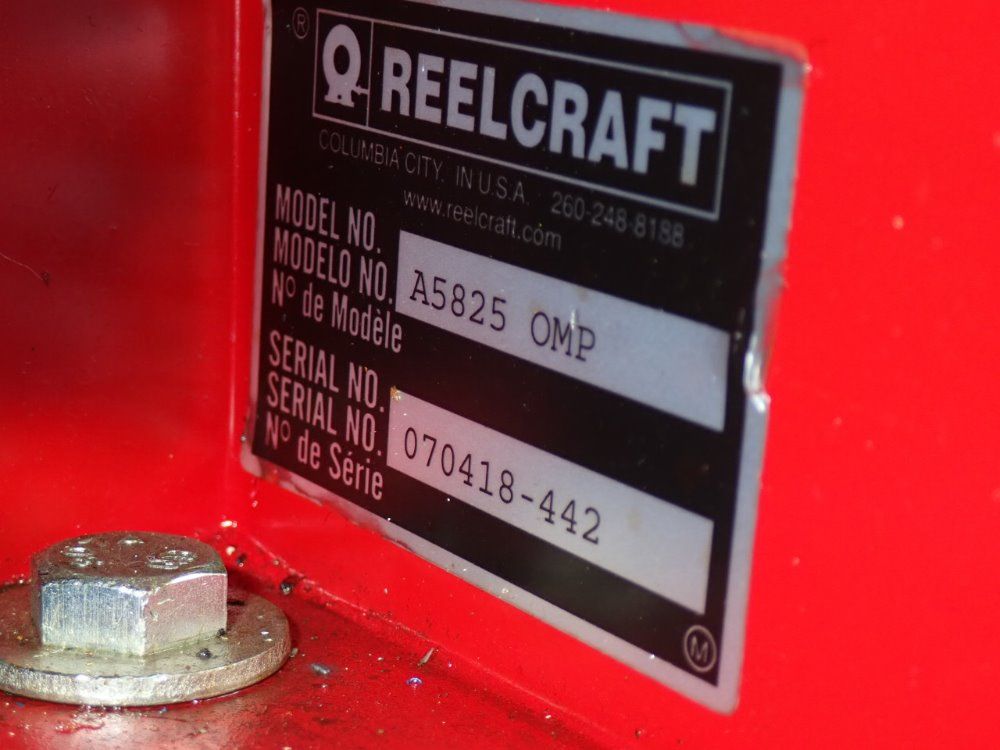 ®
REELCRAFT
COLUMBIA CITY. IN U.S.A. 260-248-8188
www.reelcraft.com
MODEL NO.
MODELO NO.
Nº de Modèle
A5825 OMP
SERIAL NO.
SERIAL NO.
Nº de Série
070418-442
M